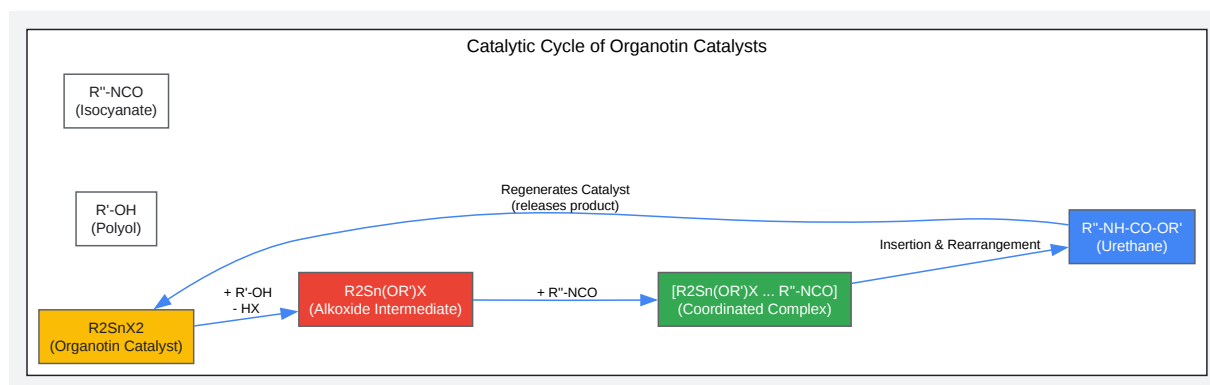 Catalytic Cycle of Organotin Catalysts
R"-NCO
(Isocyanate)
R'-OH
(Polyol)
Regenerates Catalyst
(releases product)
R"-NH-CO-OR'
(Urethane)
Insertion & Rearrangement
+ R'-OH
- HX
R2Sn(OR')X
(Alkoxide Intermediate)
+ R"-NCO
[R2Sn(OR')X ... R"-NCO]
(Coordinated Complex)
R2SnX2
(Organotin Catalyst)